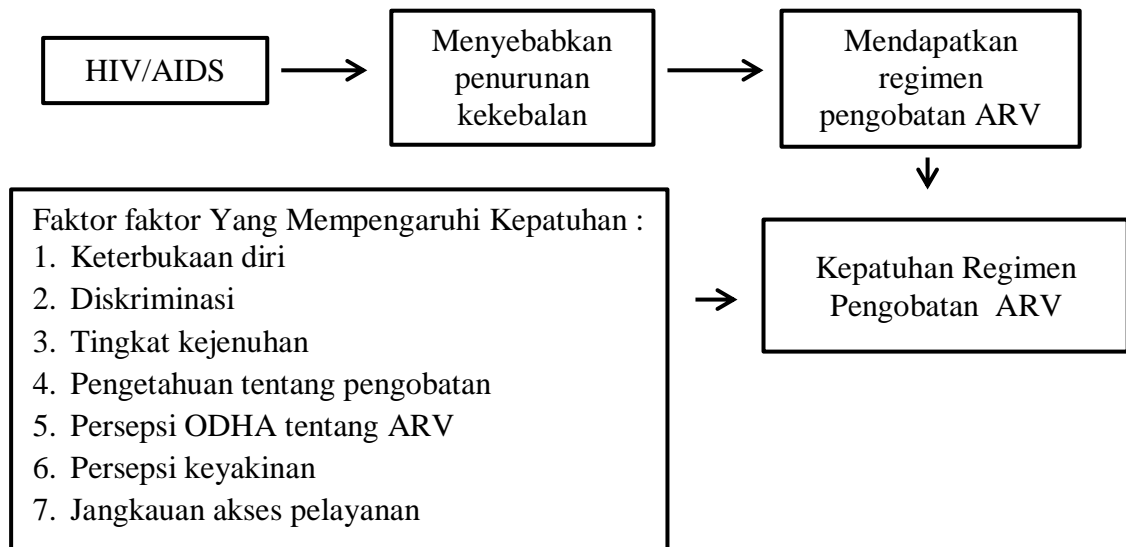 HIV/AIDS
Menyebabkan
penurunan
kekebalan
Mendapatkan
regimen
pengobatan ARV
Faktor faktor Yang Mempengaruhi Kepatuhan :
1. Keterbukaan diri
2. Diskriminasi
3. Tingkat kejenuhan
4. Pengetahuan tentang pengobatan
5. Persepsi ODHA tentang ARV
6. Persepsi keyakinan
7. Jangkauan akses pelayanan
Kepatuhan Regimen
Pengobatan ARV